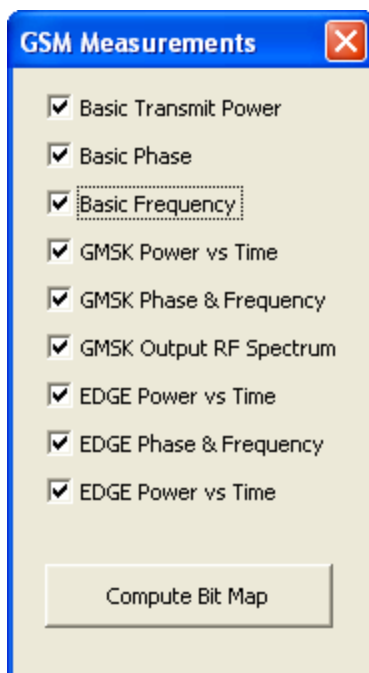 GSM Measurements
Basic Transmit Power
Basic Phase
Basic Frequency
GMSK Power vs Time
GMSK Phase & Frequency
GMSK Output RF Spectrum
EDGE Power vs Time
EDGE Phase & Frequency
EDGE Power vs Time
Compute Bit Map